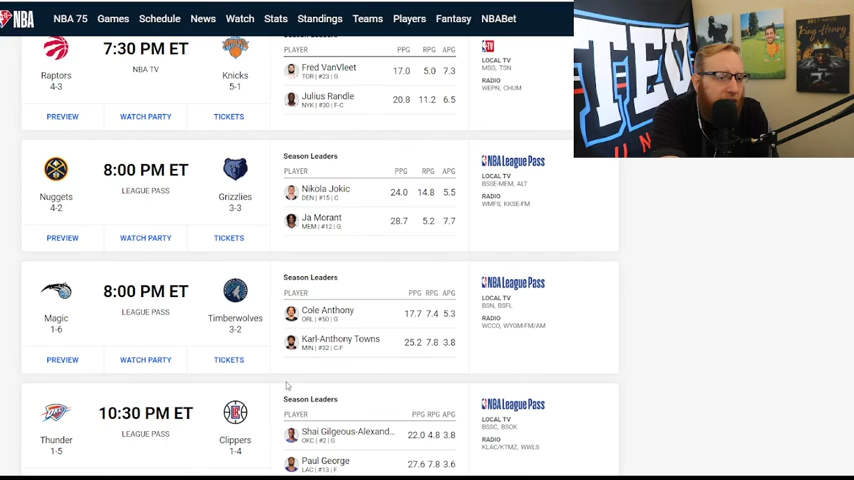 NBA NBA 75 Games Schedule News Watch Stats Standings Teams Players Fantasy NBABet
Raptors
4-3
7:30 PM ET
NBA TV
Knicks
5-1
PREVIEW WATCH PARTY TICKETS
Season Leaders
PLAYER PPG RPG APG
Fred VanVleet 17.0 5.0 7.3
TOR | #23 | G
Julius Randle 20.8 11.2 6.5
NYK | #30 | F-C
LOCAL TV
MSG, TSN
RADIO
WEPN, CHUM
Nuggets
4-2
8:00 PM ET
LEAGUE PASS
Grizzlies
3-3
PREVIEW WATCH PARTY TICKETS
Season Leaders
PLAYER PPG RPG APG
Nikola Jokic 24.0 14.8 5.5
DEN | #15 | C
Ja Morant 28.7 5.2 7.7
MEM | #12 | G
NBA League Pass
LOCAL TV
BSSE-MEM, ALT
RADIO
WMFS, KKSE-FM
Magic
1-6
8:00 PM ET
LEAGUE PASS
Timberwolves
3-2
PREVIEW WATCH PARTY TICKETS
Season Leaders
PLAYER PPG RPG APG
Cole Anthony 17.7 7.4 5.3
ORL | #50 | G
Karl-Anthony Towns 25.2 7.8 3.8
MIN | #32 | C-F
NBA League Pass
LOCAL TV
BSN, BSFL
RADIO
WCCO, WYGM-FM/AM
Thunder
1-5
10:30 PM ET
LEAGUE PASS
Clippers
1-4
Season Leaders
PLAYER PPG RPG APG
Shai Gilgeous-Alexand... 22.0 4.8 3.8
OKC | #2 | G
Paul George 27.6 7.8 3.6
LAC | #13 | F
NBA League Pass
LOCAL TV
BSSC, BSOK
RADIO
KLAC/KTMZ, WWLS
STEV
UN
King Henry